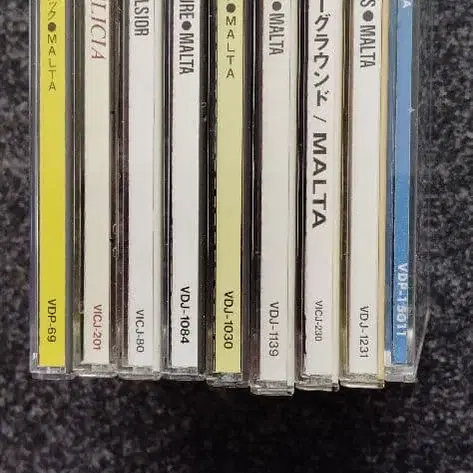 ック●MALTA
VDP-69
LICIA
VICJ-201
LSIOR
VICJ-80
URE●MALTA
VDJ-1084
●MALTA
VDJ-1030
●MALTA
VDJ-1139
ーグラウンド / MALTA
VICJ-230
S●MALTA
VDJ-1231
A
VDP-15011